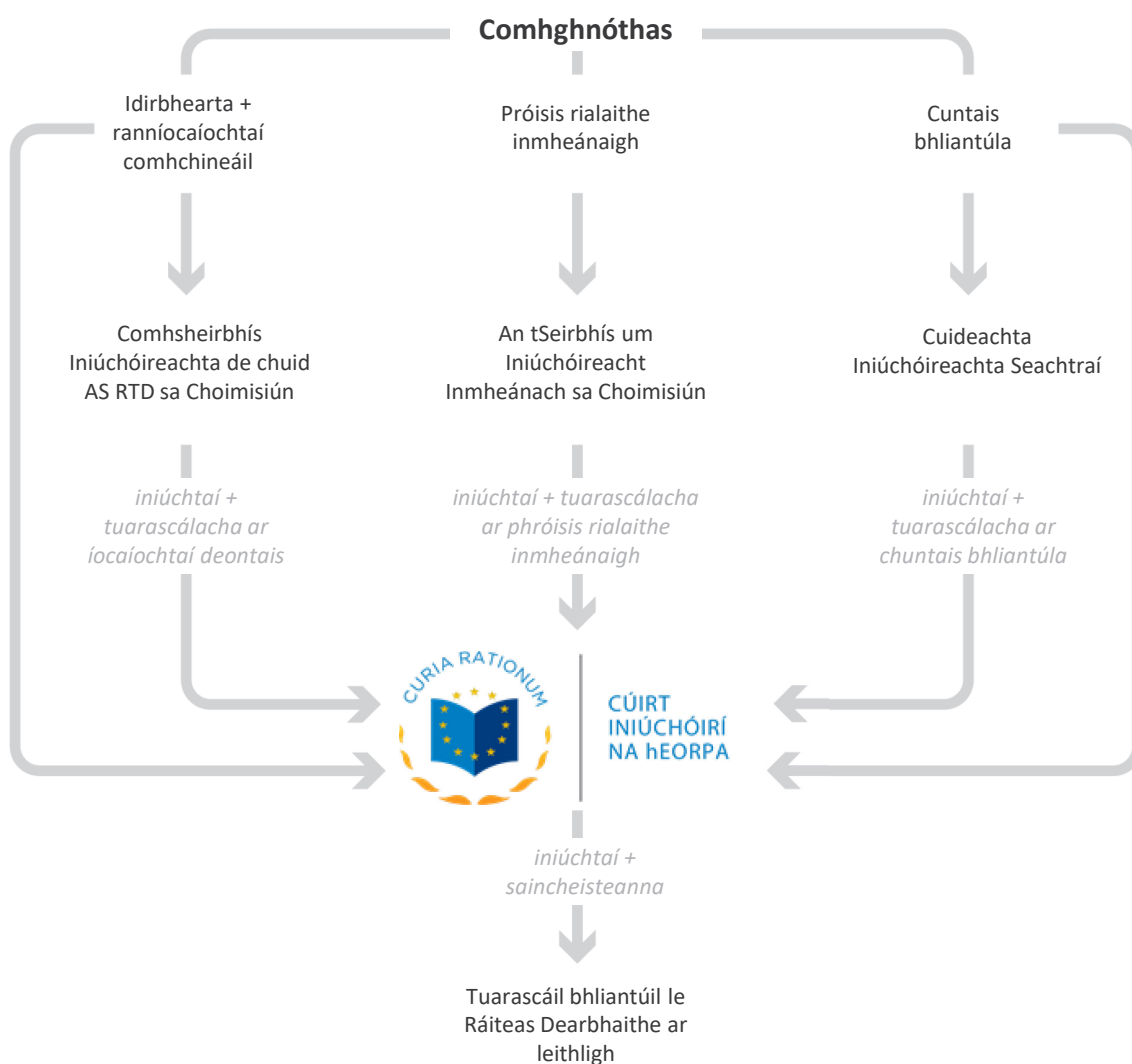 Comhghnóthas
Idirbhearta +
ranníocaíochtaí
comhchineáil
Próisis rialaithe
inmheánaigh
Cuntais
bhliantúla
Comhsheirbhís
Iniúchóireachta de chuid
AS RTD sa Choimisiún
An tSeirbhís um
Iniúchóireacht
Inmheánach sa Choimisiún
Cuideachta
Iniúchóireachta Seachtraí
iniúchtaí +
tuarascálacha ar
íocaíochtaí deontais
iniúchtaí + tuarascálacha
ar phróisis rialaithe
inmheánaigh
iniúchtaí +
tuarascálacha ar
chuntais bhliantúla
CURIA RATIONUM
CÚIRT
INIÚCHÓIRÍ
NA hEORPA
iniúchtaí +
saincheisteanna
Tuarascáil bhliantúil le
Ráiteas Dearbhaithe ar
leithligh